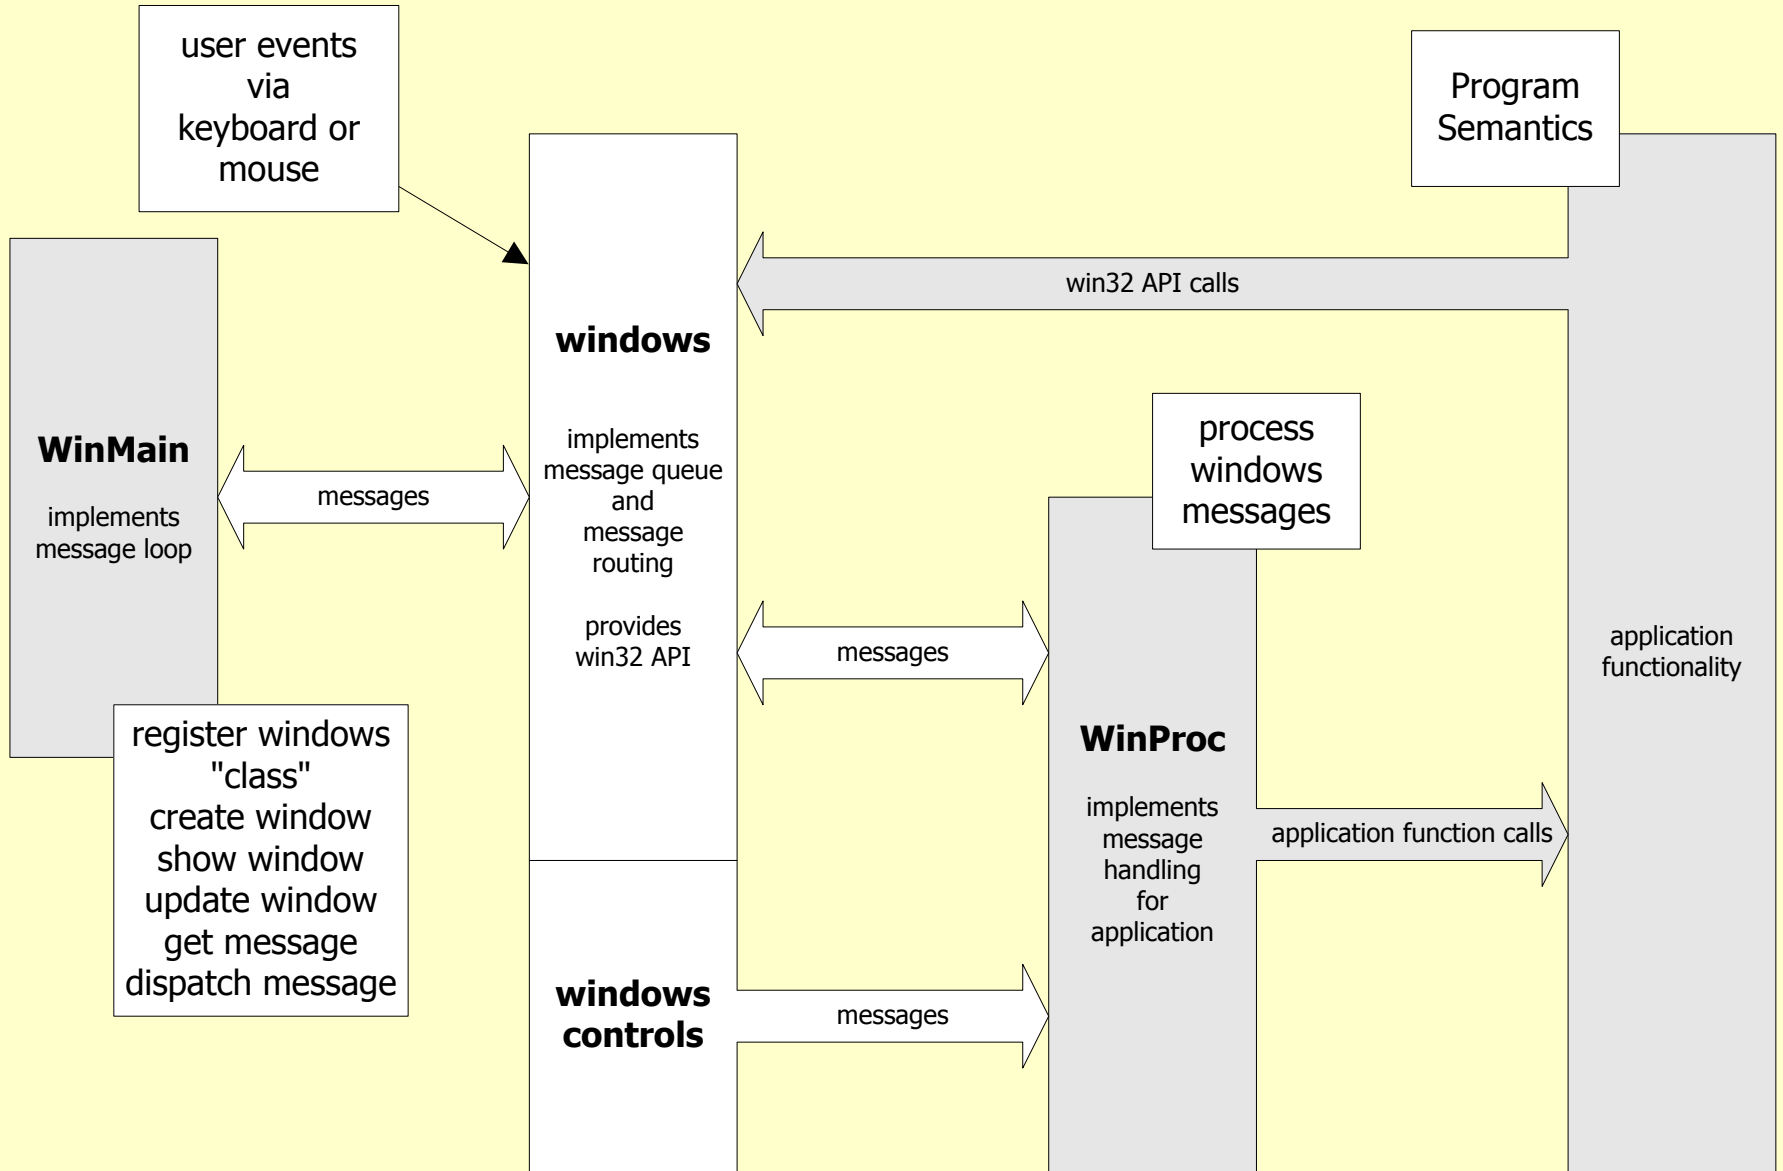 user events
via
keyboard or
mouse
Program
Semantics
win32 API calls
windows
implements
message queue
and
message
routing
provides
win32 API
WinMain
implements
message loop
messages
process
windows
messages
messages
application
functionality
register windows
"class"
create window
show window
update window
get message
dispatch message
WinProc
implements
message
handling
for
application
application function calls
windows
controls
messages